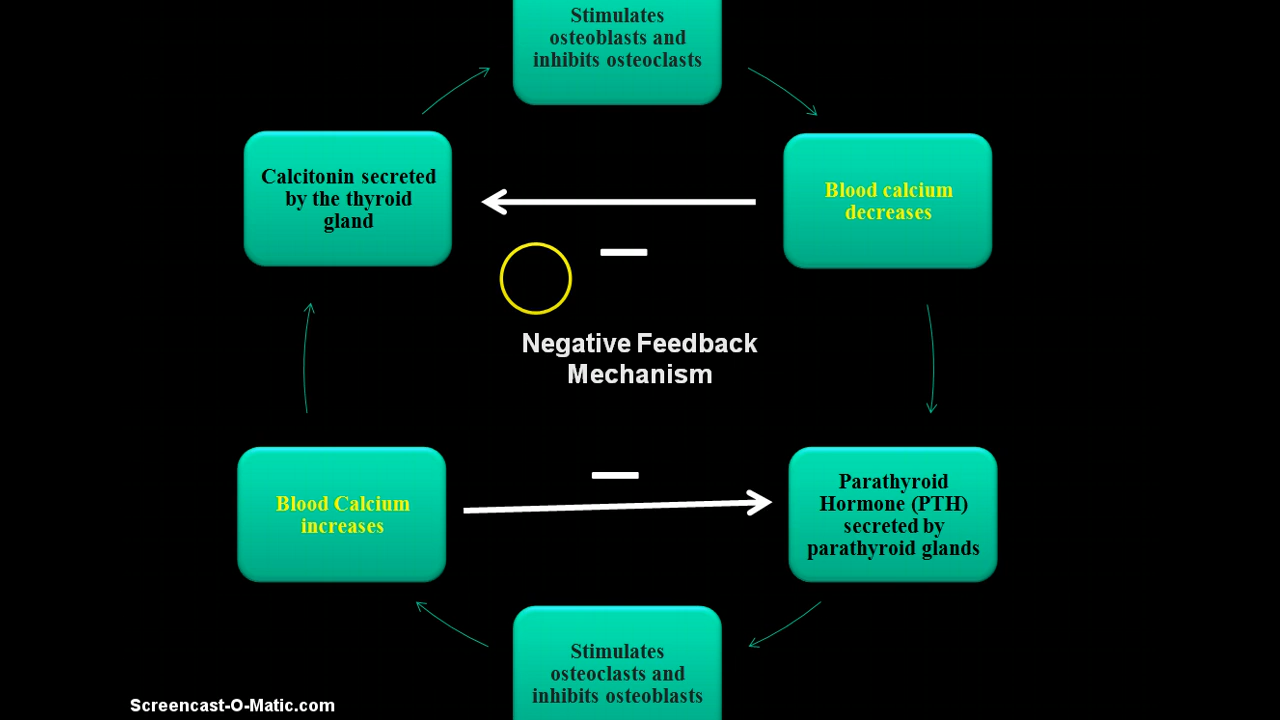 Stimulates
osteoblasts and
inhibits osteoclasts
Calcitonin secreted
by the thyroid
gland
Blood calcium
decreases
Negative Feedback
Mechanism
Blood Calcium
increases
Parathyroid
Hormone (PTH)
secreted by
parathyroid glands
Stimulates
osteoclasts and
inhibits osteoblasts
Screencast-O-Matic.com